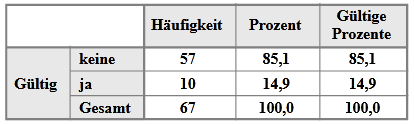 Häufigkeit Prozent Gültige Prozente
Gültig keine 57 85,1 85,1
ja 10 14,9 14,9
Gesamt 67 100,0 100,0